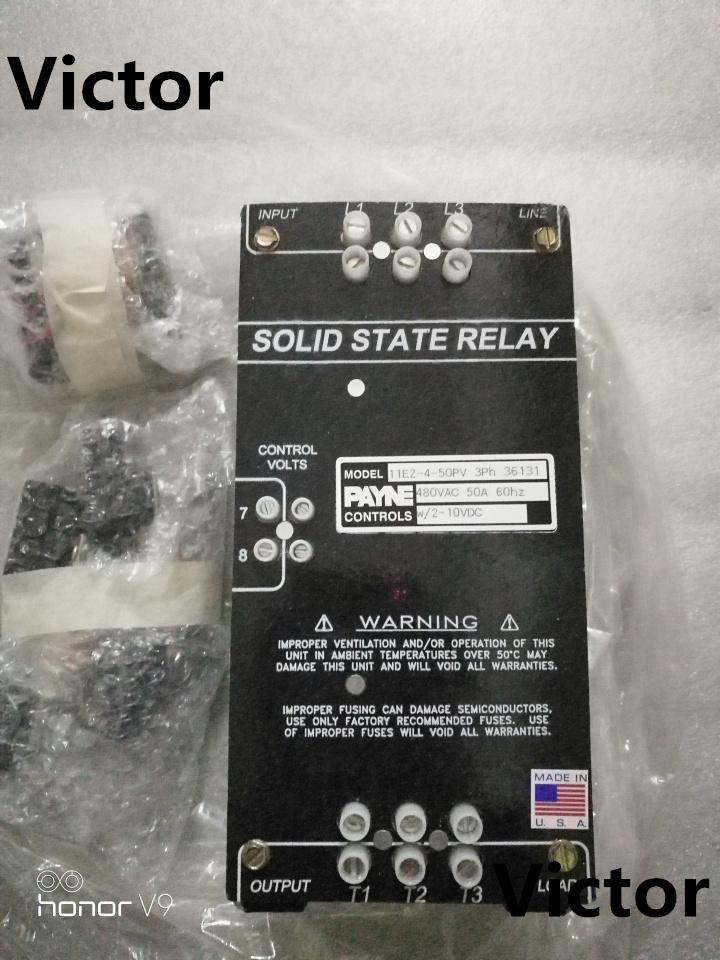 Victor
INPUT L1 L2 L3 LINE
SOLID STATE RELAY
CONTROL
VOLTS
7
8
MODEL 11EZ-4-50PV 3Ph 36131
PAYNE 480VAC 50A 60hz
CONTROLS w/2-10VDC
WARNING
IMPROPER VENTILATION AND/OR OPERATION OF THIS
UNIT IN AMBIENT TEMPERATURES OVER 50°C MAY
DAMAGE THIS UNIT AND WILL VOID ALL WARRANTIES.
IMPROPER FUSING CAN DAMAGE SEMICONDUCTORS,
USE ONLY FACTORY RECOMMENDED FUSES. USE
OF IMPROPER FUSES WILL VOID ALL WARRANTIES.
MADE IN
U. S. A.
OUTPUT T1 T2 T3 LOAD
Victor
honor V9